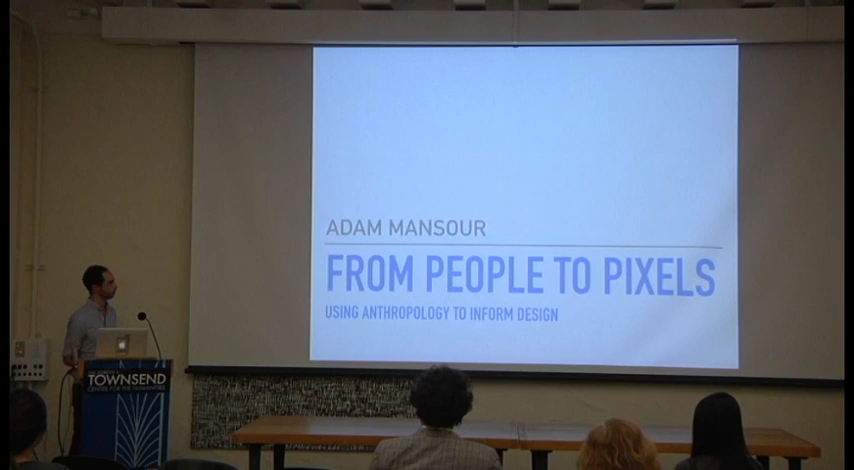 ADAM MANSOUR
FROM PEOPLE TO PIXELS
USING ANTHROPOLOGY TO INFORM DESIGN
TOWNSEND
CENTER FOR THE HUMANITIES